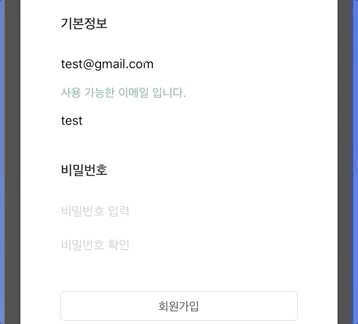 기본정보
test@gmail.com
사용 가능한 이메일 입니다.
test
비밀번호
비밀번호 입력
비밀번호 확인
회원가입